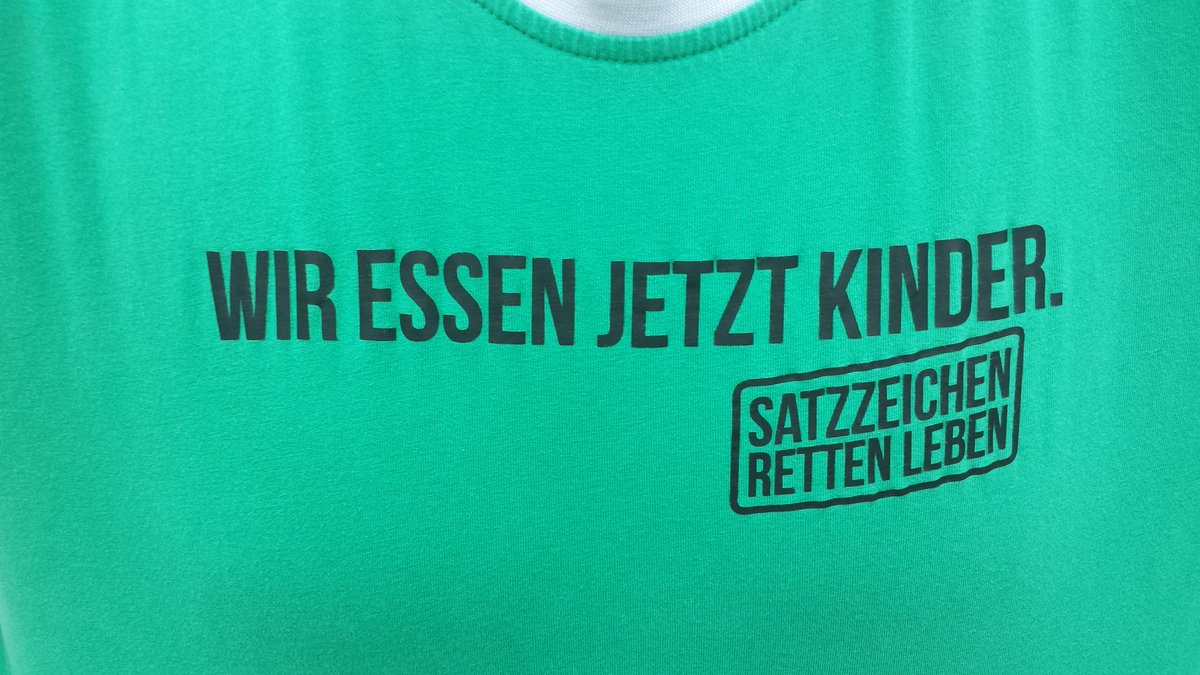 WIR ESSEN JETZT KINDER.
SATZZEICHEN
RETTEN LEBEN